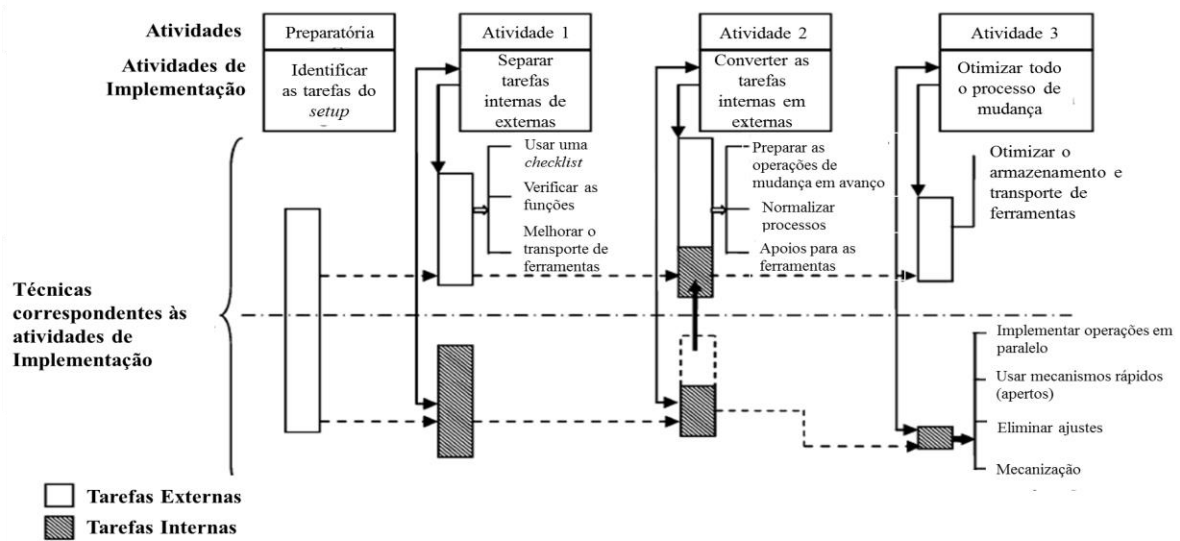 Atividades
Preparatória
Atividade 1
Atividade 2
Atividade 3
Atividades de
Implementação
Identificar
as tarefas do
setup
Separar
tarefas
internas de
externas
Converter as
tarefas
internas em
externas
Otimizar todo
o processo de
mudança
Usar uma
checklist
Verificar as
funções
Melhorar o
transporte de
ferramentas
Preparar as
operações de
mudança em avanço
Normalizar
processos
Apoios para as
ferramentas
Otimizar o
armazenamento e
transporte de
ferramentas
Técnicas
correspondentes às
atividades de
Implementação
Implementar operações em
paralelo
Usar mecanismos rápidos
(apertos)
Eliminar ajustes
Mecanização
Tarefas Externas
Tarefas Internas